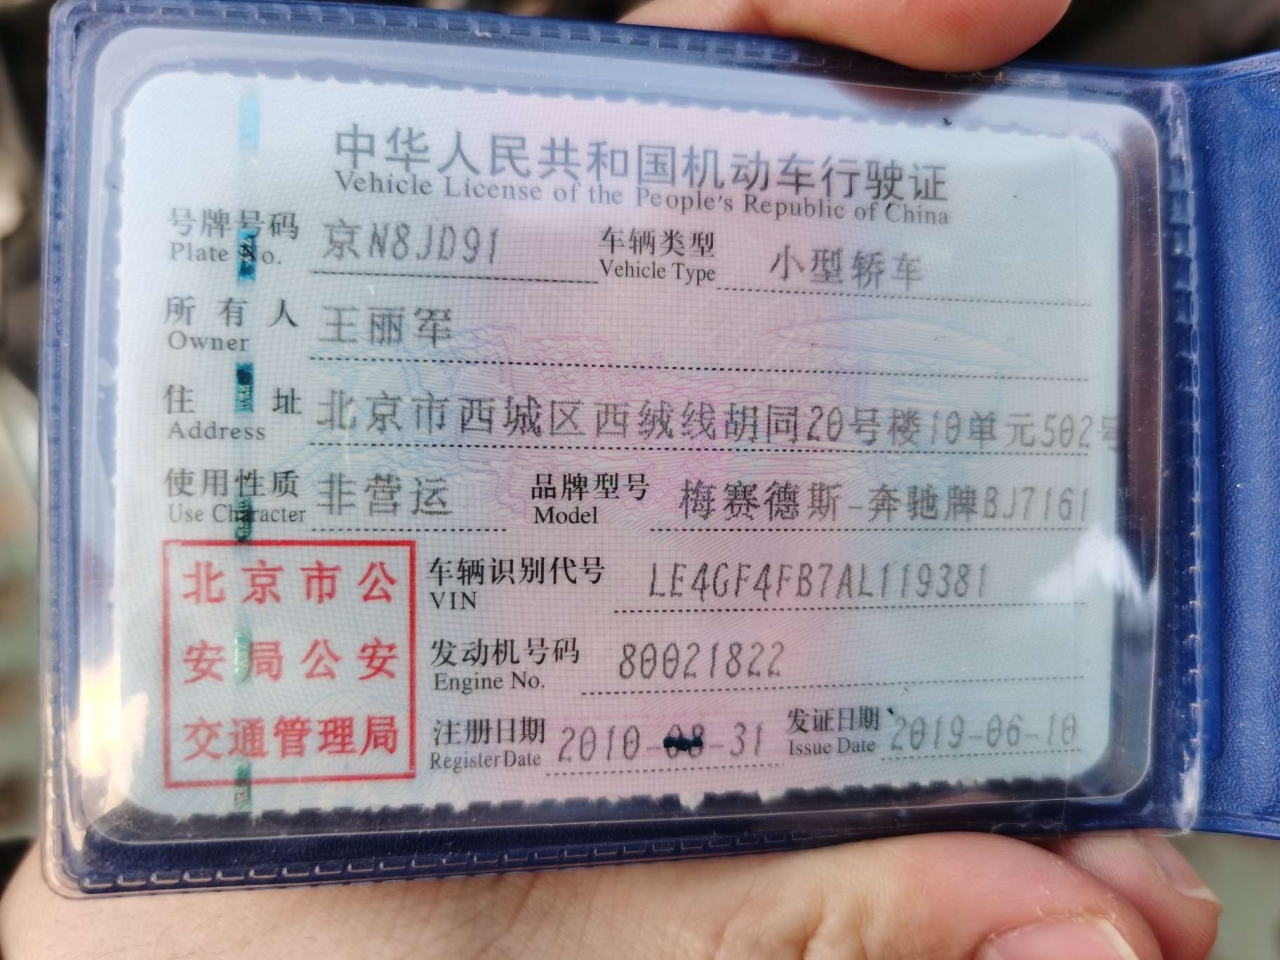 中华人民共和国机动车行驶证
Vehicle License of the People's Republic of China
号牌号码 京N8JD91 车辆类型 小型轿车
Plate No. Vehicle Type
所有人 王丽军
Owner
住址 北京市西城区西绒线胡同20号楼10单元502号
Address
使用性质 非营运 品牌型号 梅赛德斯-奔驰牌BJ7161
Use Character Model
北京市公
安局公安
交通管理局
车辆识别代号 LE4GF4FB7AL119381
VIN
发动机号码 80021822
Engine No.
注册日期 2010- -31 发证日期 2019-06-10
Register Date Issue Date